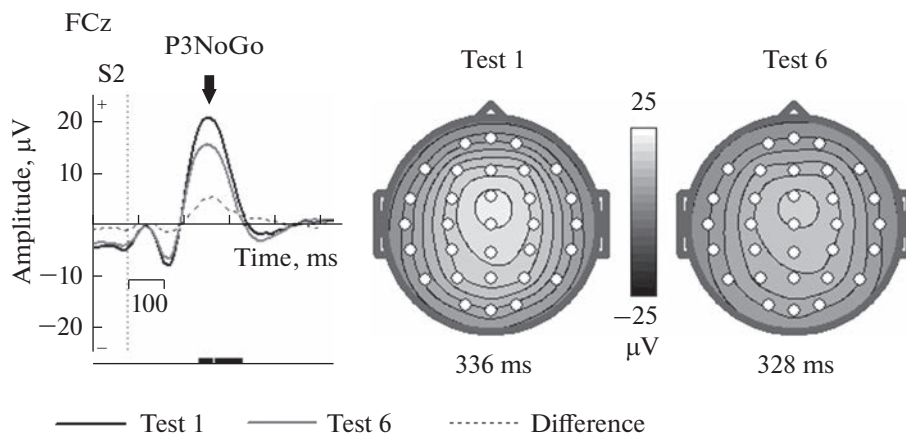 FCz
P3NoGo
S2
+
20
10
0
−10
−20
−
Amplitude, μV
Time, ms
100
Test 1
336 ms
25
−25
μV
Test 6
328 ms
Test 1
Test 6
Difference